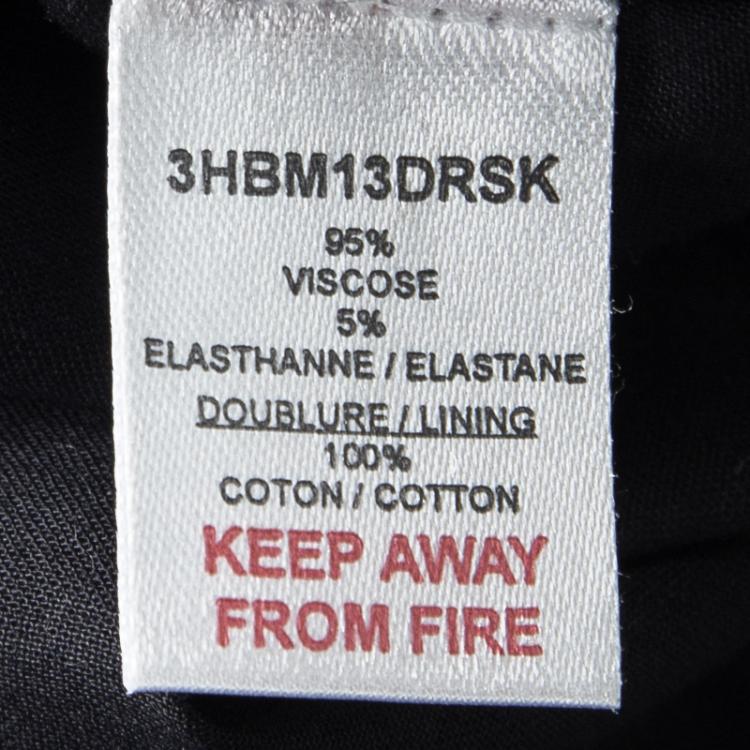 3HBM13DRSK
95%
VISCOSE
5%
ELASTHANNE / ELASTANE
DOUBLURE / LINING
100%
COTON / COTTON
KEEP AWAY
FROM FIRE